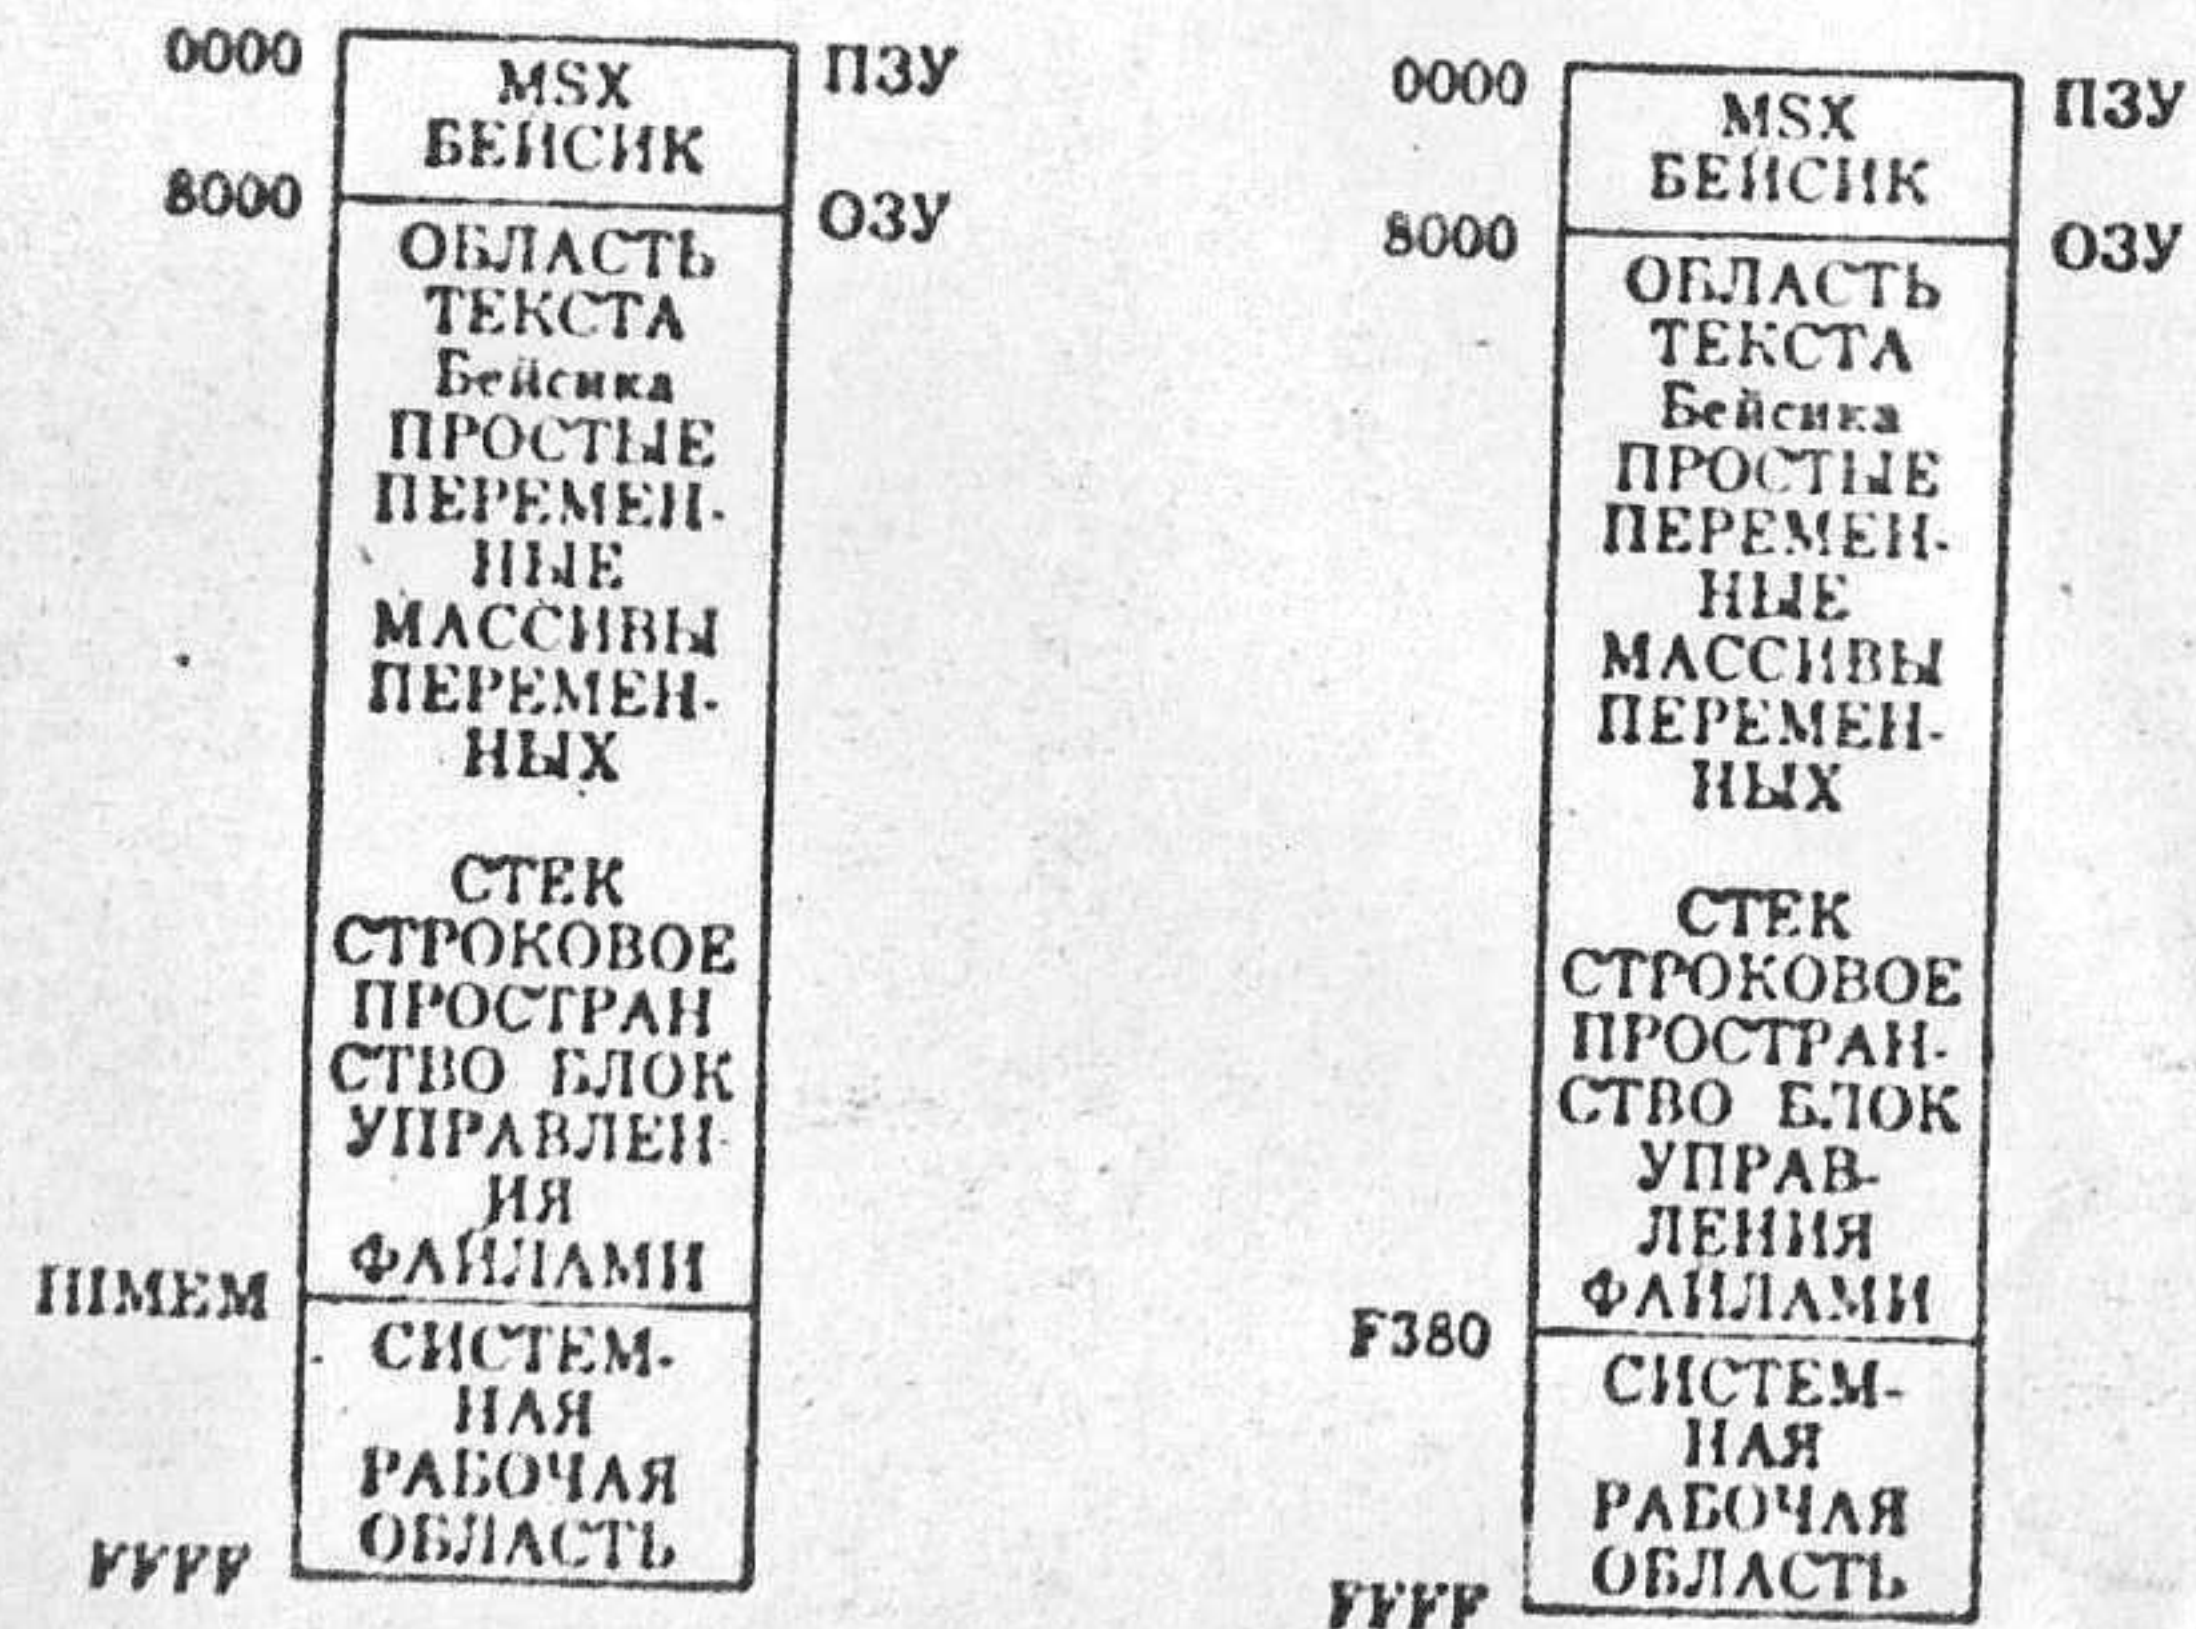 0000
MSX
БЕЙСИК
ПЗУ
8000
ОЗУ
ОБЛАСТЬ
ТЕКСТА
Бейсика
ПРОСТЫЕ
ПЕРЕМЕН-
НЫЕ
МАССИВЫ
ПЕРЕМЕН-
НЫХ
СТЕК
СТРОКОВОЕ
ПРОСТРАН
СТВО БЛОК
УПРАВЛЕН-
ИЯ
ФАЙЛАМИ
HIMEM
СИСТЕМ-
НАЯ
РАБОЧАЯ
ОБЛАСТЬ
FFFF
0000
MSX
БЕЙСИК
ПЗУ
8000
ОЗУ
ОБЛАСТЬ
ТЕКСТА
Бейсика
ПРОСТЫЕ
ПЕРЕМЕН-
НЫЕ
МАССИВЫ
ПЕРЕМЕН-
НЫХ
СТЕК
СТРОКОВОЕ
ПРОСТРАН-
СТВО БЛОК
УПРАВ-
ЛЕНИЯ
ФАЙЛАМИ
F380
СИСТЕМ-
НАЯ
РАБОЧАЯ
ОБЛАСТЬ
FFFF